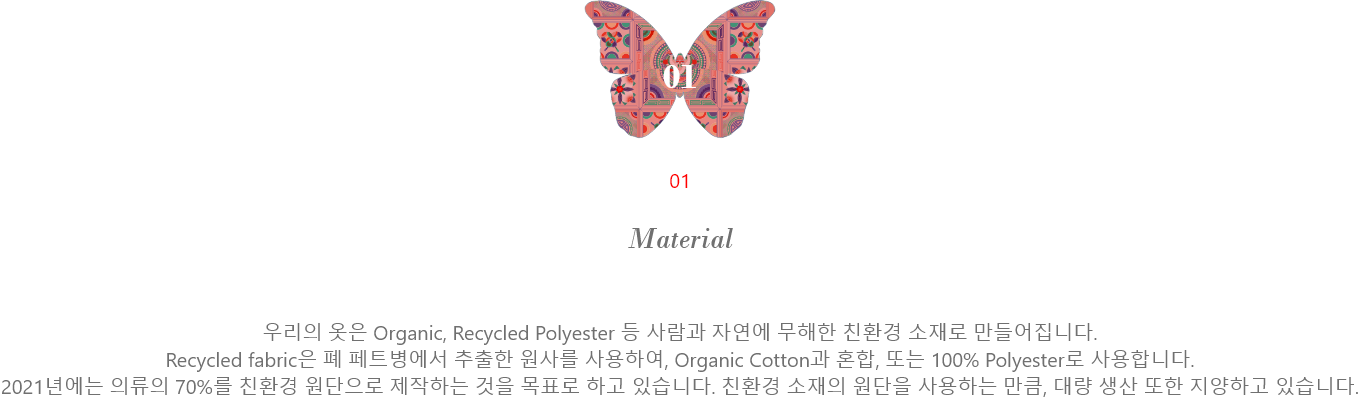 01
01
Material
우리의 옷은 Organic, Recycled Polyester 등 사람과 자연에 무해한 친환경 소재로 만들어집니다.
Recycled fabric은 폐 페트병에서 추출한 원사를 사용하여, Organic Cotton과 혼합, 또는 100% Polyester로 사용합니다.
2021년에는 의류의 70%를 친환경 원단으로 제작하는 것을 목표로 하고 있습니다. 친환경 소재의 원단을 사용하는 만큼, 대량 생산 또한 지양하고 있습니다.